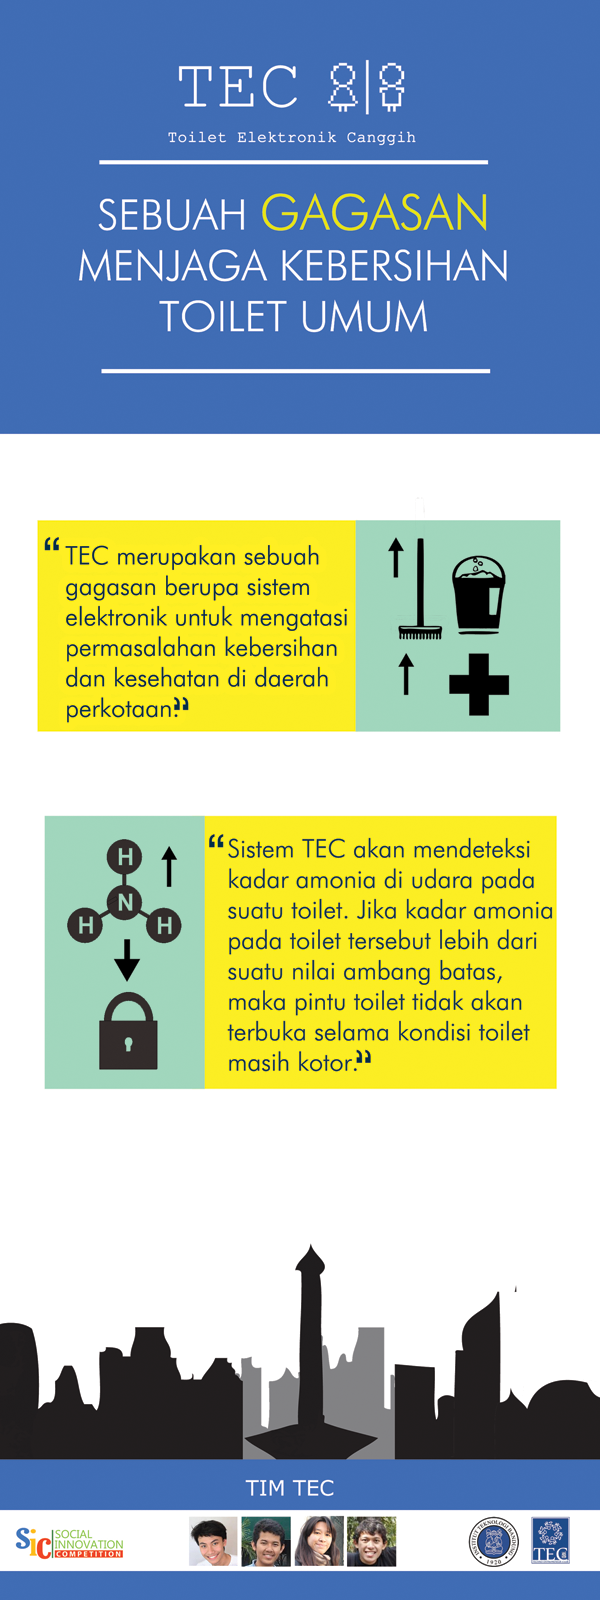 TEC
Toilet Elektronik Canggih
SEBUAH GAGASAN
MENJAGA KEBERSIHAN
TOILET UMUM
“TEC merupakan sebuah
gagasan berupa sistem
elektronik untuk mengatasi
permasalahan kebersihan
dan kesehatan di daerah
perkotaan.”
H
N
H
H
“Sistem TEC akan mendeteksi
kadar amonia di udara pada
suatu toilet. Jika kadar amonia
pada toilet tersebut lebih dari
suatu nilai ambang batas,
maka pintu toilet tidak akan
terbuka selama kondisi toilet
masih kotor.”
TIM TEC
SiC
SOCIAL
INNOVATION
COMPETITION
INSTITUT TEKNOLOGI BANDUNG
1920
TEC